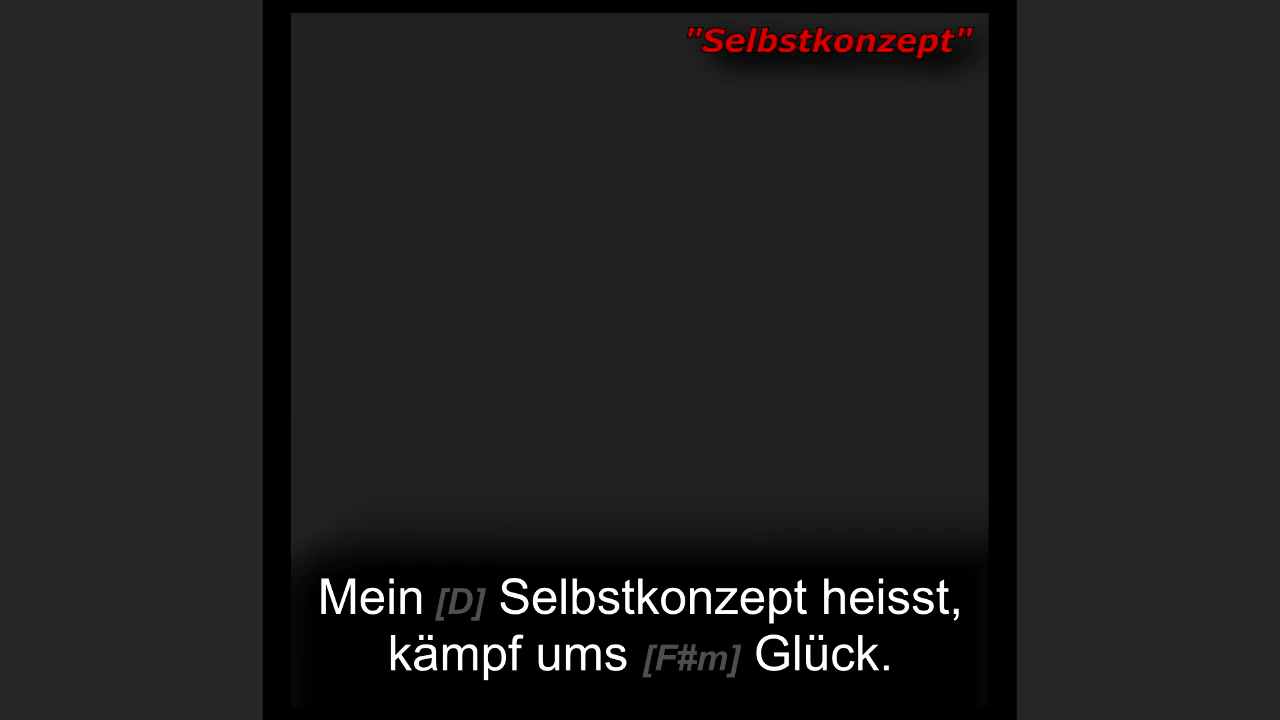 "Selbstkonzept"
Mein [D] Selbstkonzept heisst,
kämpf ums [F#m] Glück.